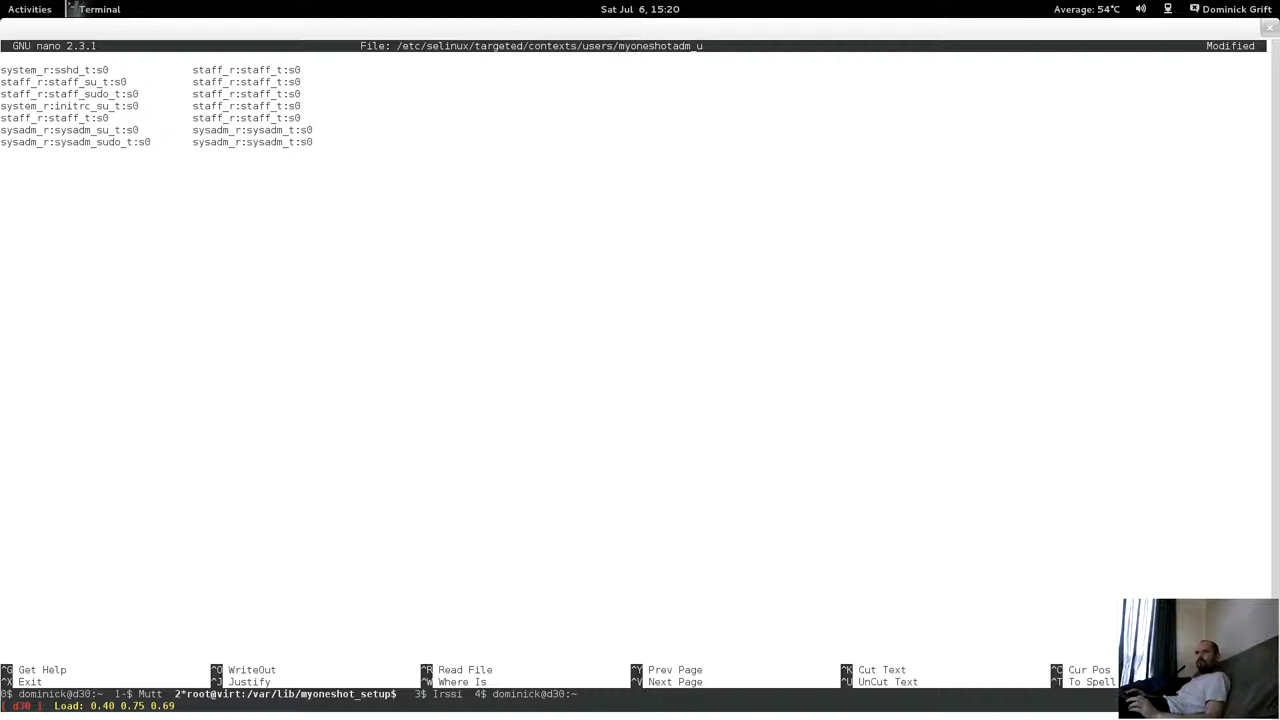 Activities Terminal Sat Jul 6, 15:20 Average: 54°C Dominick Grift
GNU nano 2.3.1 File: /etc/selinux/targeted/contexts/users/myoneshotadm_u Modified
system_r:sshd_t:s0 staff_r:staff_t:s0
staff_r:staff_su_t:s0 staff_r:staff_t:s0
staff_r:staff_sudo_t:s0 staff_r:staff_t:s0
system_r:initrc_su_t:s0 staff_r:staff_t:s0
staff_r:staff_t:s0 staff_r:staff_t:s0
sysadm_r:sysadm_su_t:s0 sysadm_r:sysadm_t:s0
sysadm_r:sysadm_sudo_t:s0 sysadm_r:sysadm_t:s0
^G Get Help ^O WriteOut ^R Read File ^Y Prev Page ^K Cut Text ^C Cur Pos
^X Exit ^J Justify ^W Where Is ^V Next Page ^U UnCut Text ^T To Spell
0$ dominick@d30:~ 1-$ Mutt 2*root@virt:/var/lib/myoneshot_setup$ 3$ Irssi 4$ dominick@d30:~
[ d30 ] Load: 0.40 0.75 0.69